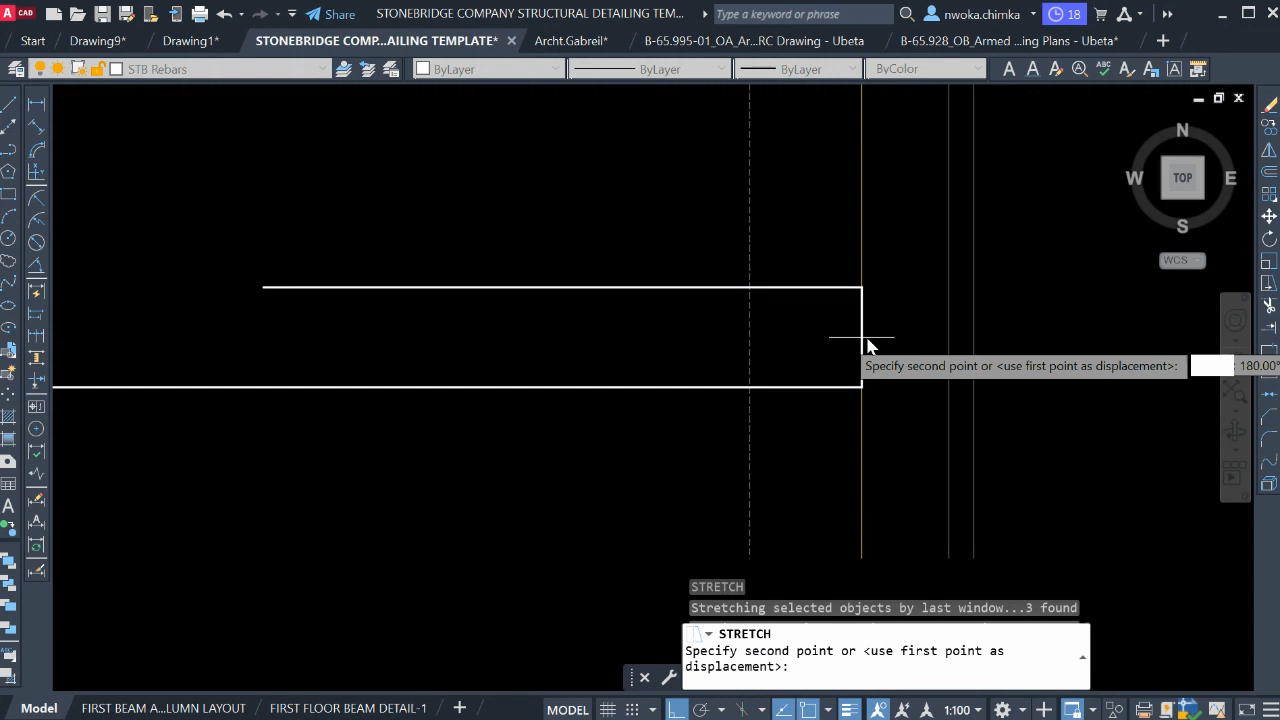 CAD
Share
STONEBRIDGE COMPANY STRUCTURAL DETAILING TEM...
Type a keyword or phrase
nwoka.chimka
18
Start
Drawing9*
Drawing1*
STONEBRIDGE COMP...AILING TEMPLATE*
Archt.Gabreil*
B-65.995-01_OA_Ar...RC Drawing - Ubeta
B-65.928_OB_Armed ...ing Plans - Ubeta*
STB Rebars
ByLayer
ByLayer
ByLayer
ByColor
N
W
TOP
E
S
WCS
Specify second point or <use first point as displacement>:
180.00°
STRETCH
Stretching selected objects by last window...3 found
STRETCH
Specify second point or <use first point as
displacement>:
Model
FIRST BEAM A...LUMN LAYOUT
FIRST FLOOR BEAM DETAIL-1
MODEL
1:100